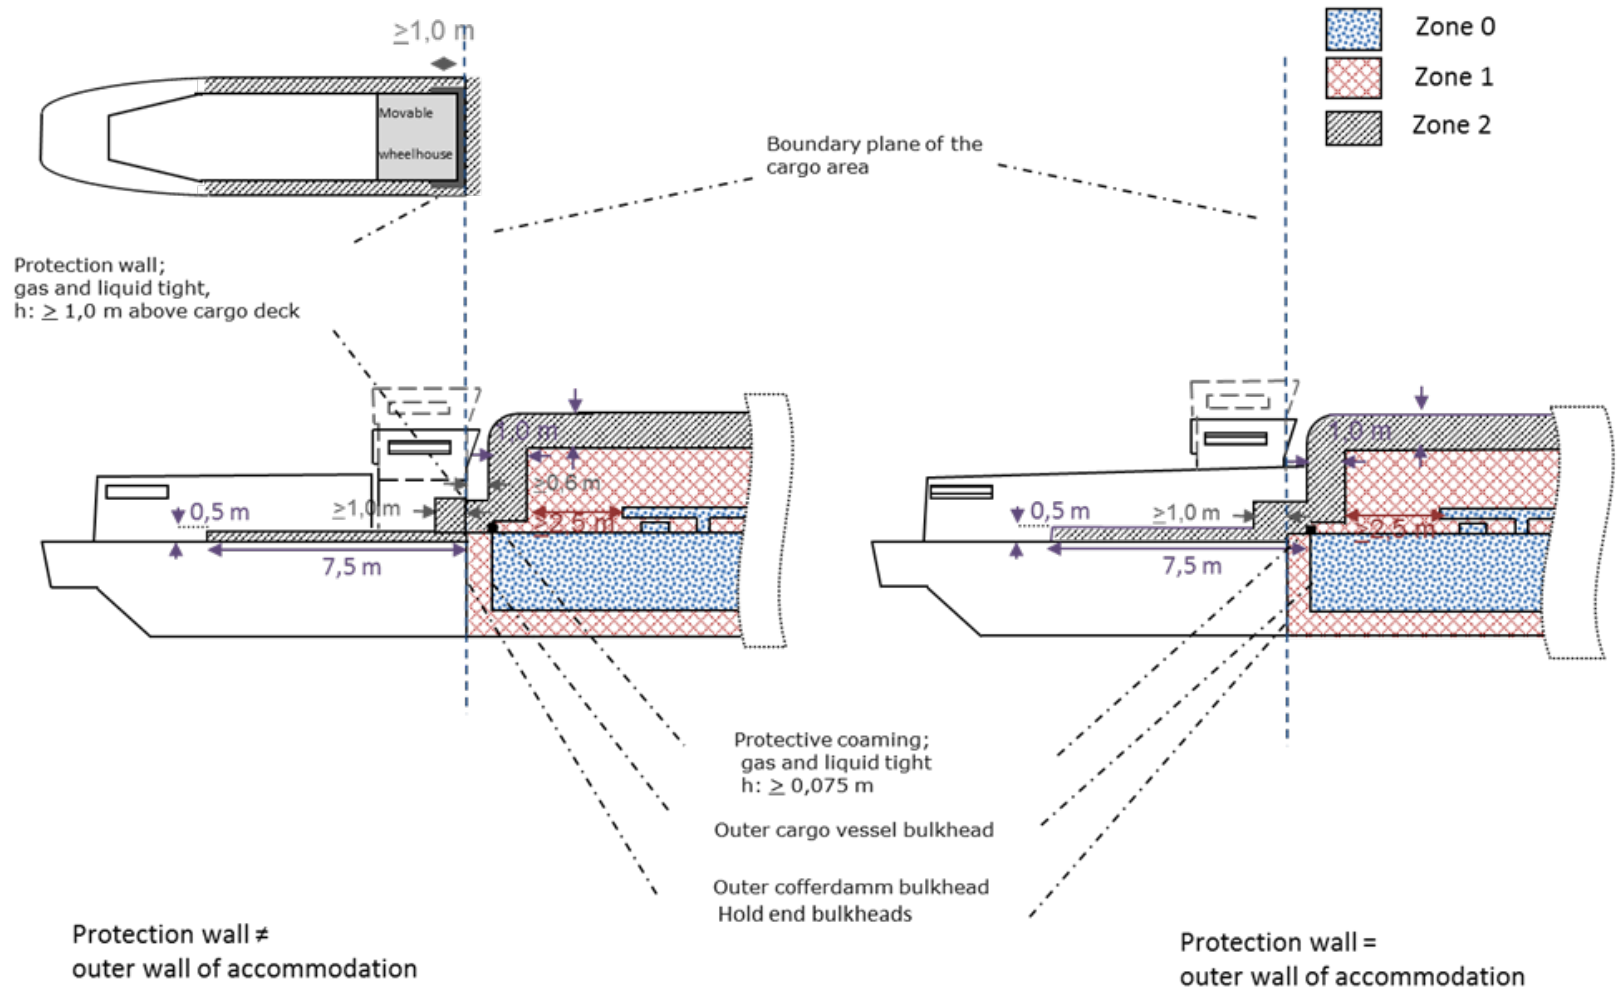 ≥1,0 m
Zone 0
Zone 1
Zone 2
Movable
wheelhouse
Boundary plane of the
cargo area
Protection wall;
gas and liquid tight,
h: ≥ 1,0 m above cargo deck
1,0 m
≥0,5 m
≥1,0 m
0,5 m
≥2,5 m
7,5 m
1,0 m
≥1,0 m
0,5 m
≥2,5 m
7,5 m
Protective coaming;
gas and liquid tight
h: ≥ 0,075 m
Outer cargo vessel bulkhead
Outer cofferdamm bulkhead
Hold end bulkheads
Protection wall ≠
outer wall of accommodation
Protection wall =
outer wall of accommodation